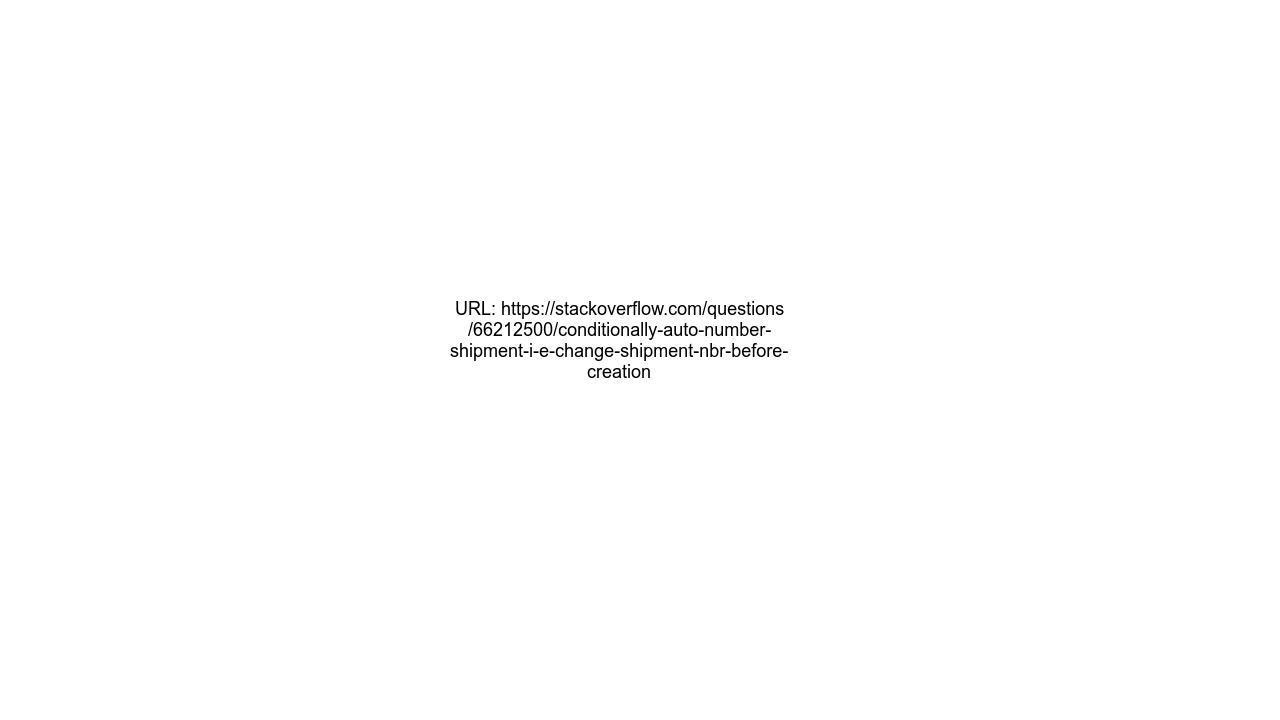 URL: https://stackoverflow.com/questions
/66212500/conditionally-auto-number-
shipment-i-e-change-shipment-nbr-before-
creation